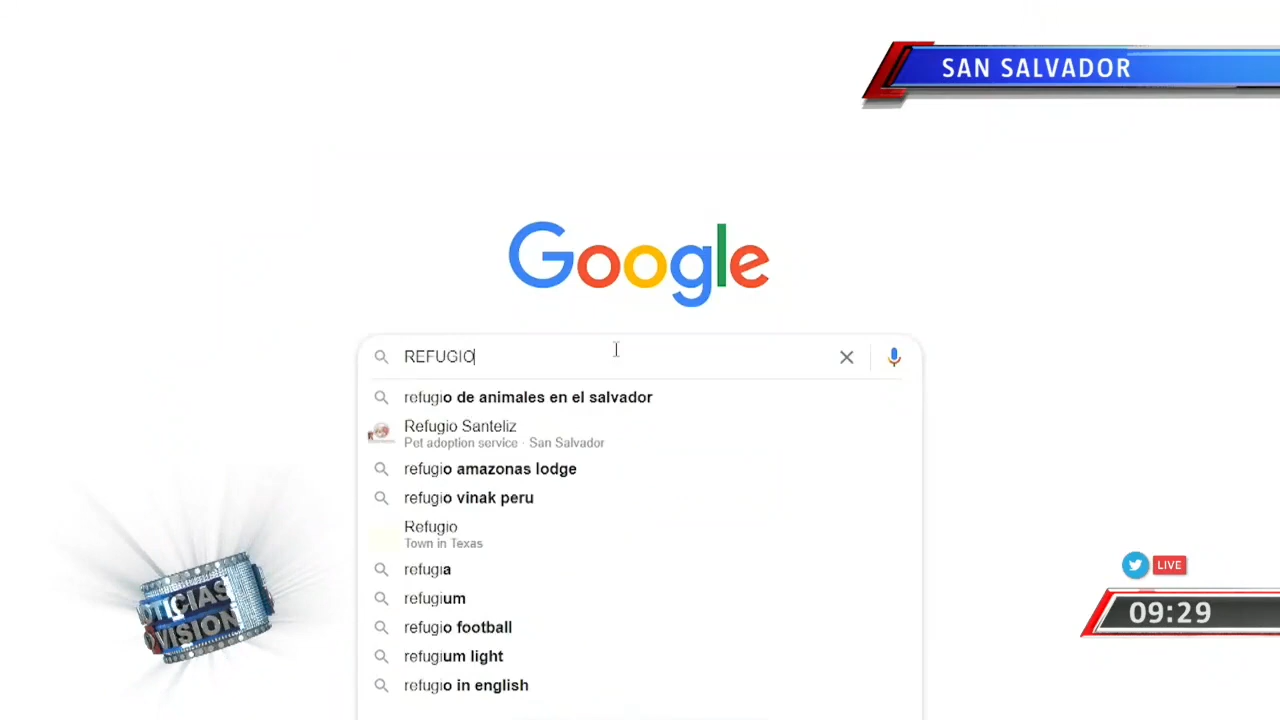 SAN SALVADOR
Google
REFUGIO
refugio de animales en el salvador
Refugio Santeliz
Pet adoption service · San Salvador
refugio amazonas lodge
refugio vinak peru
Refugio
Town in Texas
refugia
refugium
refugio football
refugium light
refugio in english
OTICIAS
OVISION
LIVE
09:29